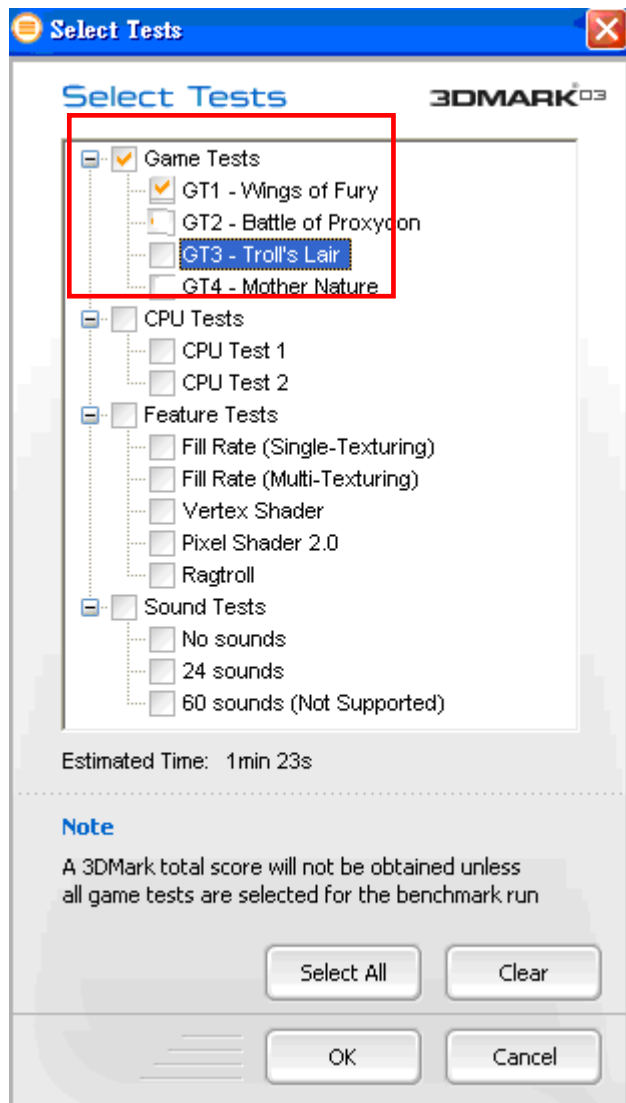 Select Tests
Select Tests
3DMARK®03
Game Tests
GT1 - Wings of Fury
GT2 - Battle of Proxycon
GT3 - Troll's Lair
GT4 - Mother Nature
CPU Tests
CPU Test 1
CPU Test 2
Feature Tests
Fill Rate (Single-Texturing)
Fill Rate (Multi-Texturing)
Vertex Shader
Pixel Shader 2.0
Ragtroll
Sound Tests
No sounds
24 sounds
60 sounds (Not Supported)
Estimated Time: 1min 23s
Note
A 3DMark total score will not be obtained unless
all game tests are selected for the benchmark run
Select All
Clear
OK
Cancel